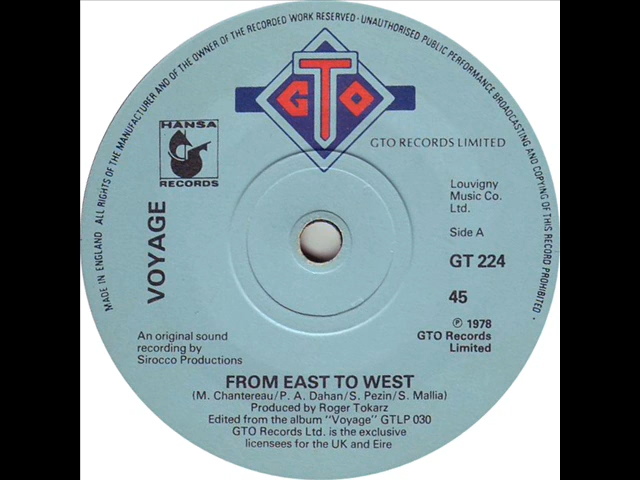 MADE IN ENGLAND  ALL RIGHTS OF THE MANUFACTURER AND OF THE OWNER OF THE RECORDED WORK RESERVED - UNAUTHORISED PUBLIC PERFORMANCE BROADCASTING AND COPYING OF THIS RECORD PROHIBITED ·
GTO
GTO RECORDS LIMITED
HANSA
RECORDS
VOYAGE
Louvigny
Music Co.
Ltd.
Side A
GT 224
45
℗ 1978
GTO Records
Limited
An original sound
recording by
Sirocco Productions
FROM EAST TO WEST
(M. Chantereau/P. A. Dahan/S. Pezin/S. Mallia)
Produced by Roger Tokarz
Edited from the album "Voyage" GTLP 030
GTO Records Ltd. is the exclusive
licensees for the UK and Eire